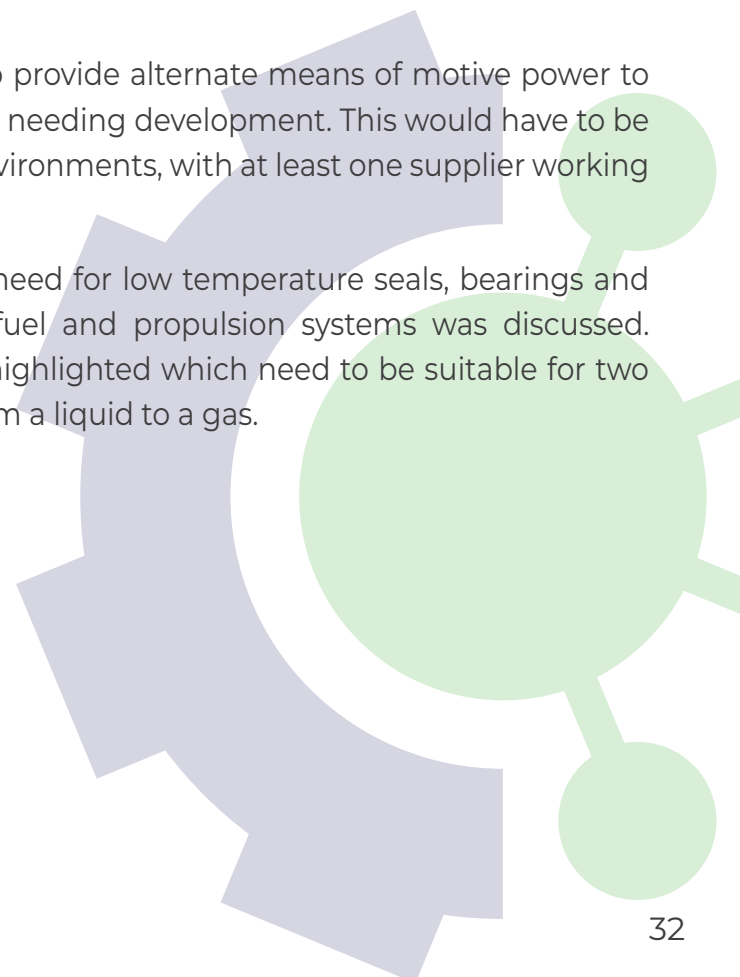 provide alternate means of motive power to
needing development. This would have to be
vironments, with at least one supplier working
need for low temperature seals, bearings and
fuel and propulsion systems was discussed.
highlighted which need to be suitable for two
m a liquid to a gas.
32